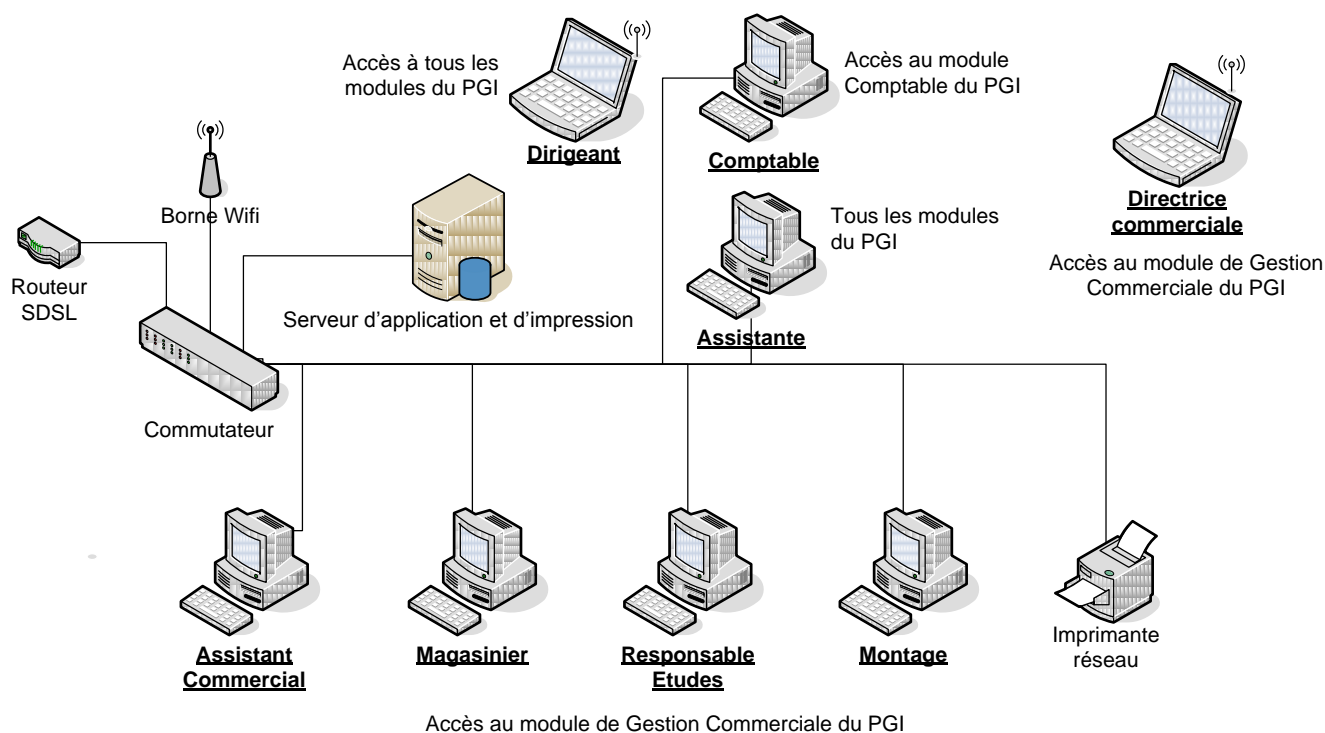 Accès à tous les
modules du PGI
Dirigeant
Accès au module
Comptable du PGI
Comptable
Directrice
commerciale
Accès au module de Gestion
Commerciale du PGI
Borne Wifi
Routeur
SDSL
Serveur d’application et d’impression
Tous les modules
du PGI
Assistante
Commutateur
Assistant
Commercial
Magasinier
Responsable
Etudes
Montage
Imprimante
réseau
Accès au module de Gestion Commerciale du PGI